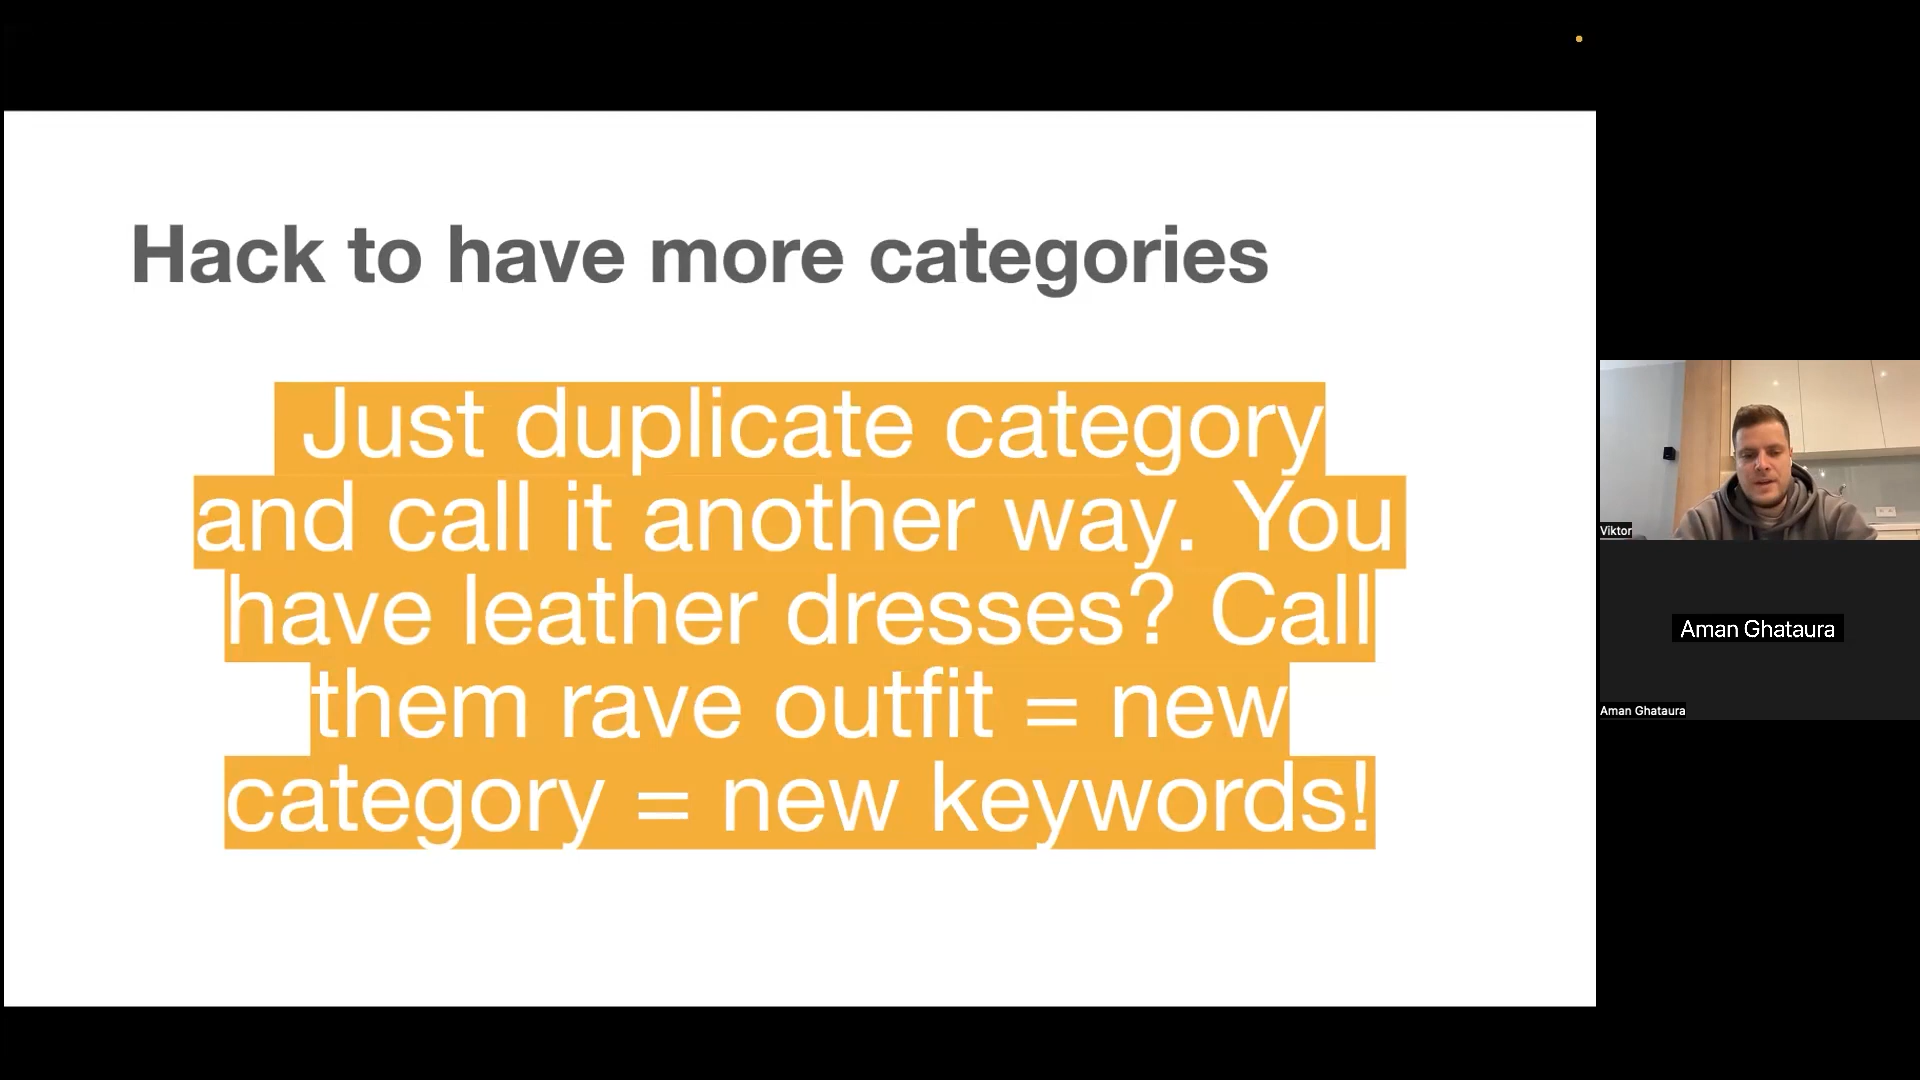 Hack to have more categories
Just duplicate category
and call it another way. You
have leather dresses? Call
them rave outfit = new
category = new keywords!
Viktor
Aman Ghataura
Aman Ghataura